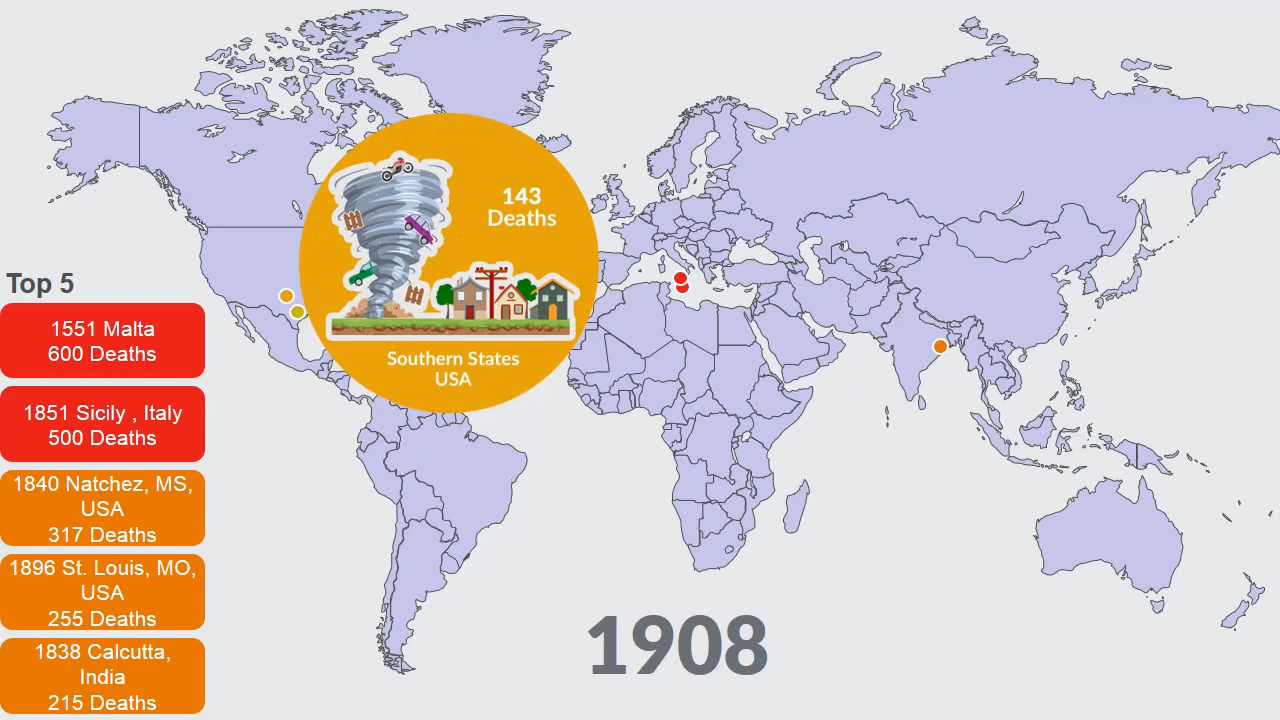 143
Deaths
Southern States
USA
Top 5
1551 Malta
600 Deaths
1851 Sicily , Italy
500 Deaths
1840 Natchez, MS,
USA
317 Deaths
1896 St. Louis, MO,
USA
255 Deaths
1838 Calcutta,
India
215 Deaths
1908